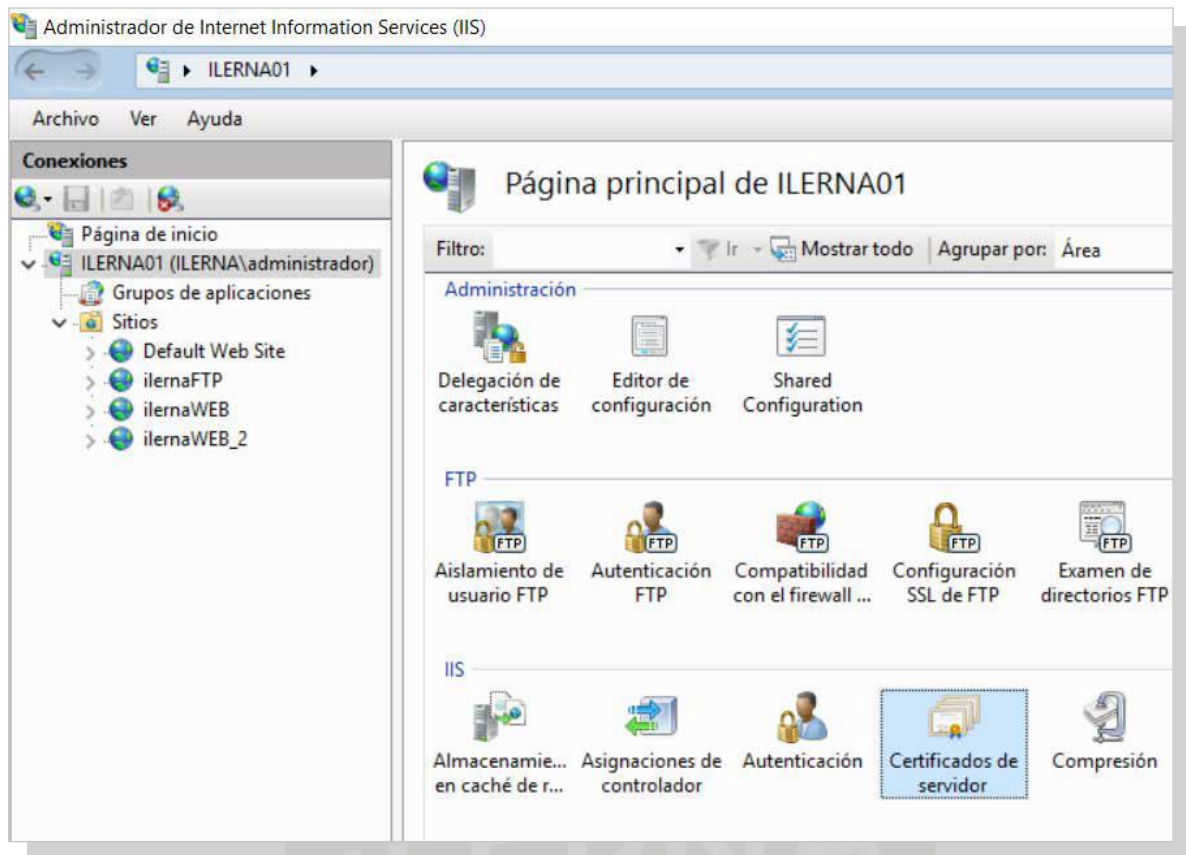 Administrador de Internet Information Services (IIS)
ILERNA01
Archivo Ver Ayuda
Conexiones
Página de inicio
ILERNA01 (ILERNA\administrador)
Grupos de aplicaciones
Sitios
Default Web Site
ilernaFTP
ilernaWEB
ilernaWEB_2
Página principal de ILERNA01
Filtro: Ir Mostrar todo Agrupar por: Área
Administración
Delegación de Editor de Shared
características configuración Configuration
FTP
FTP FTP FTP FTP FTP
Aislamiento de Autenticación Compatibilidad Configuración Examen de
usuario FTP FTP con el firewall ... SSL de FTP directorios FTP
IIS
Almacenamie... Asignaciones de Autenticación Certificados de Compresión
en caché de r... controlador servidor